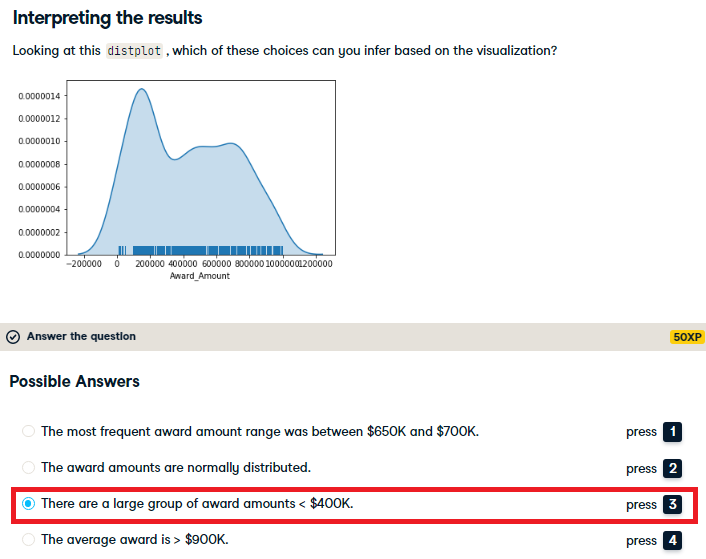 Interpreting the results
Looking at this distplot , which of these choices can you infer based on the visualization?
0.0000014
0.0000012
0.0000010
0.0000008
0.0000006
0.0000004
0.0000002
0.0000000
−200000 0 200000 400000 600000 800000 1000000 1200000
Award_Amount
Answer the question
50XP
Possible Answers
The most frequent award amount range was between $650K and $700K. press 1
The award amounts are normally distributed. press 2
There are a large group of award amounts < $400K. press 3
The average award is > $900K. press 4